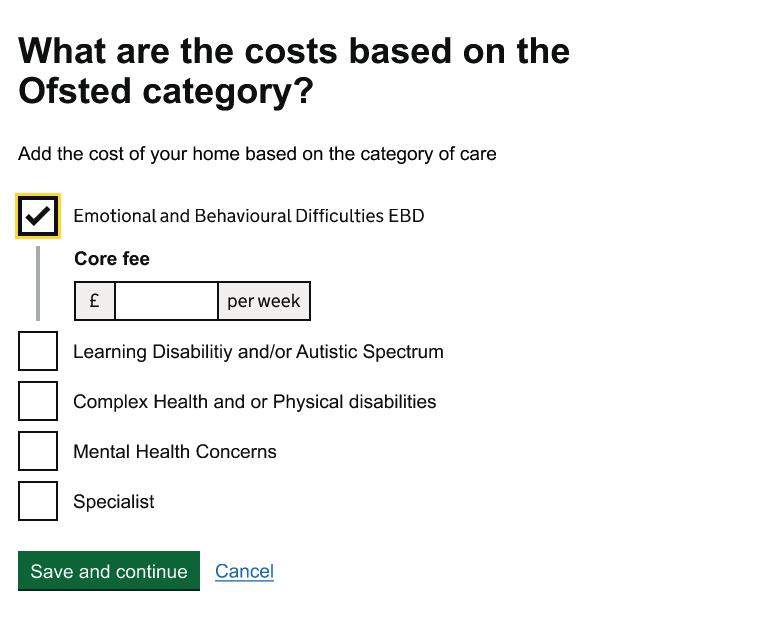 What are the costs based on the
Ofsted category?
Add the cost of your home based on the category of care
Emotional and Behavioural Difficulties EBD
Core fee
£ per week
Learning Disabilitiy and/or Autistic Spectrum
Complex Health and or Physical disabilities
Mental Health Concerns
Specialist
Save and continue Cancel